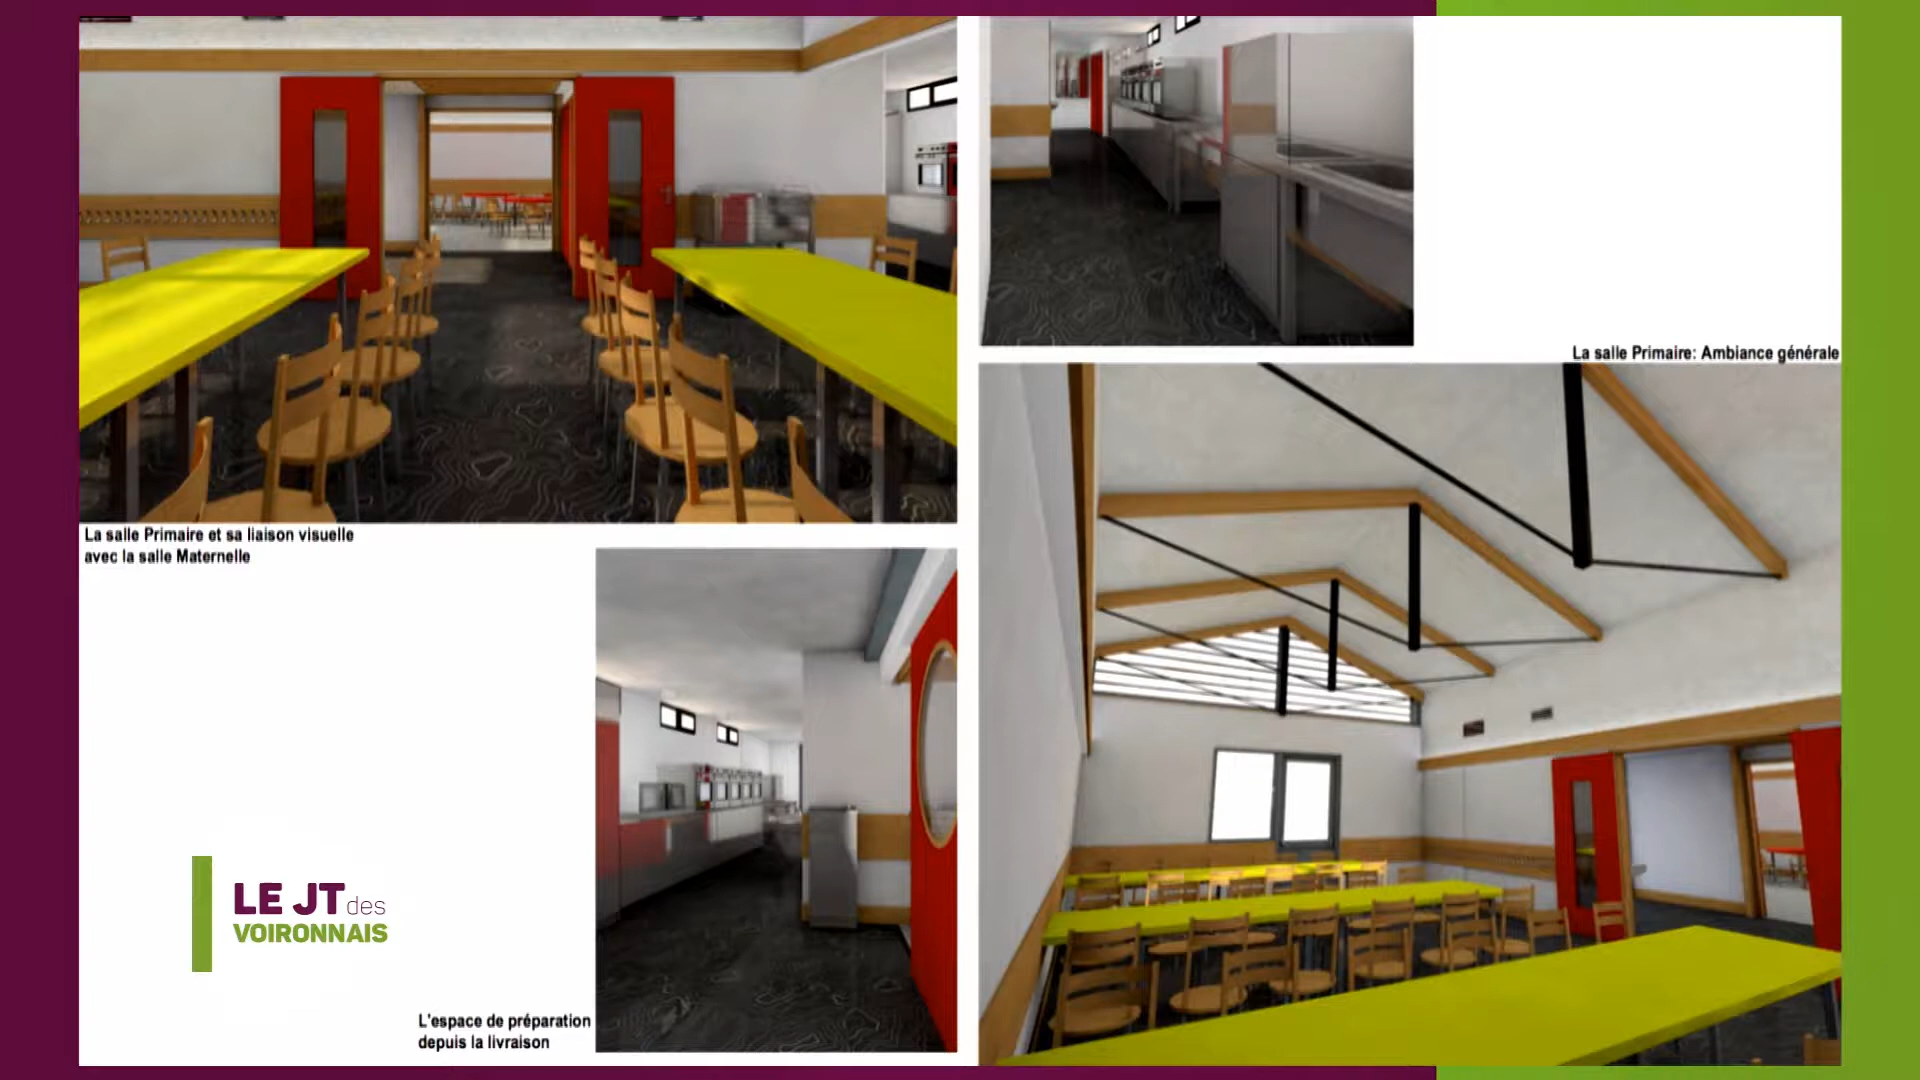 La salle Primaire et sa liaison visuelle
avec la salle Maternelle
La salle Primaire: Ambiance générale
L'espace de préparation
depuis la livraison
LE JT des
VOIRONNAIS